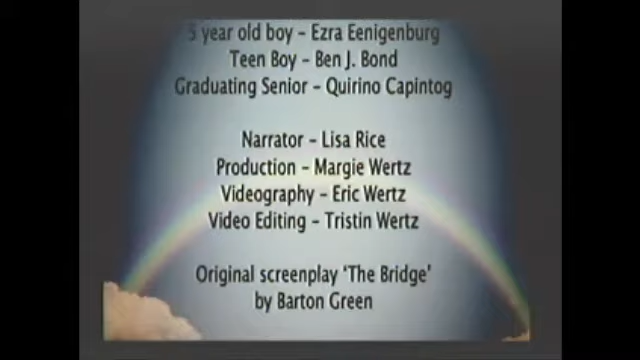 5 year old boy – Ezra Eenigenburg
Teen Boy – Ben J. Bond
Graduating Senior – Quirino Capintog
Narrator – Lisa Rice
Production – Margie Wertz
Videography – Eric Wertz
Video Editing – Tristin Wertz
Original screenplay ‘The Bridge’
by Barton Green